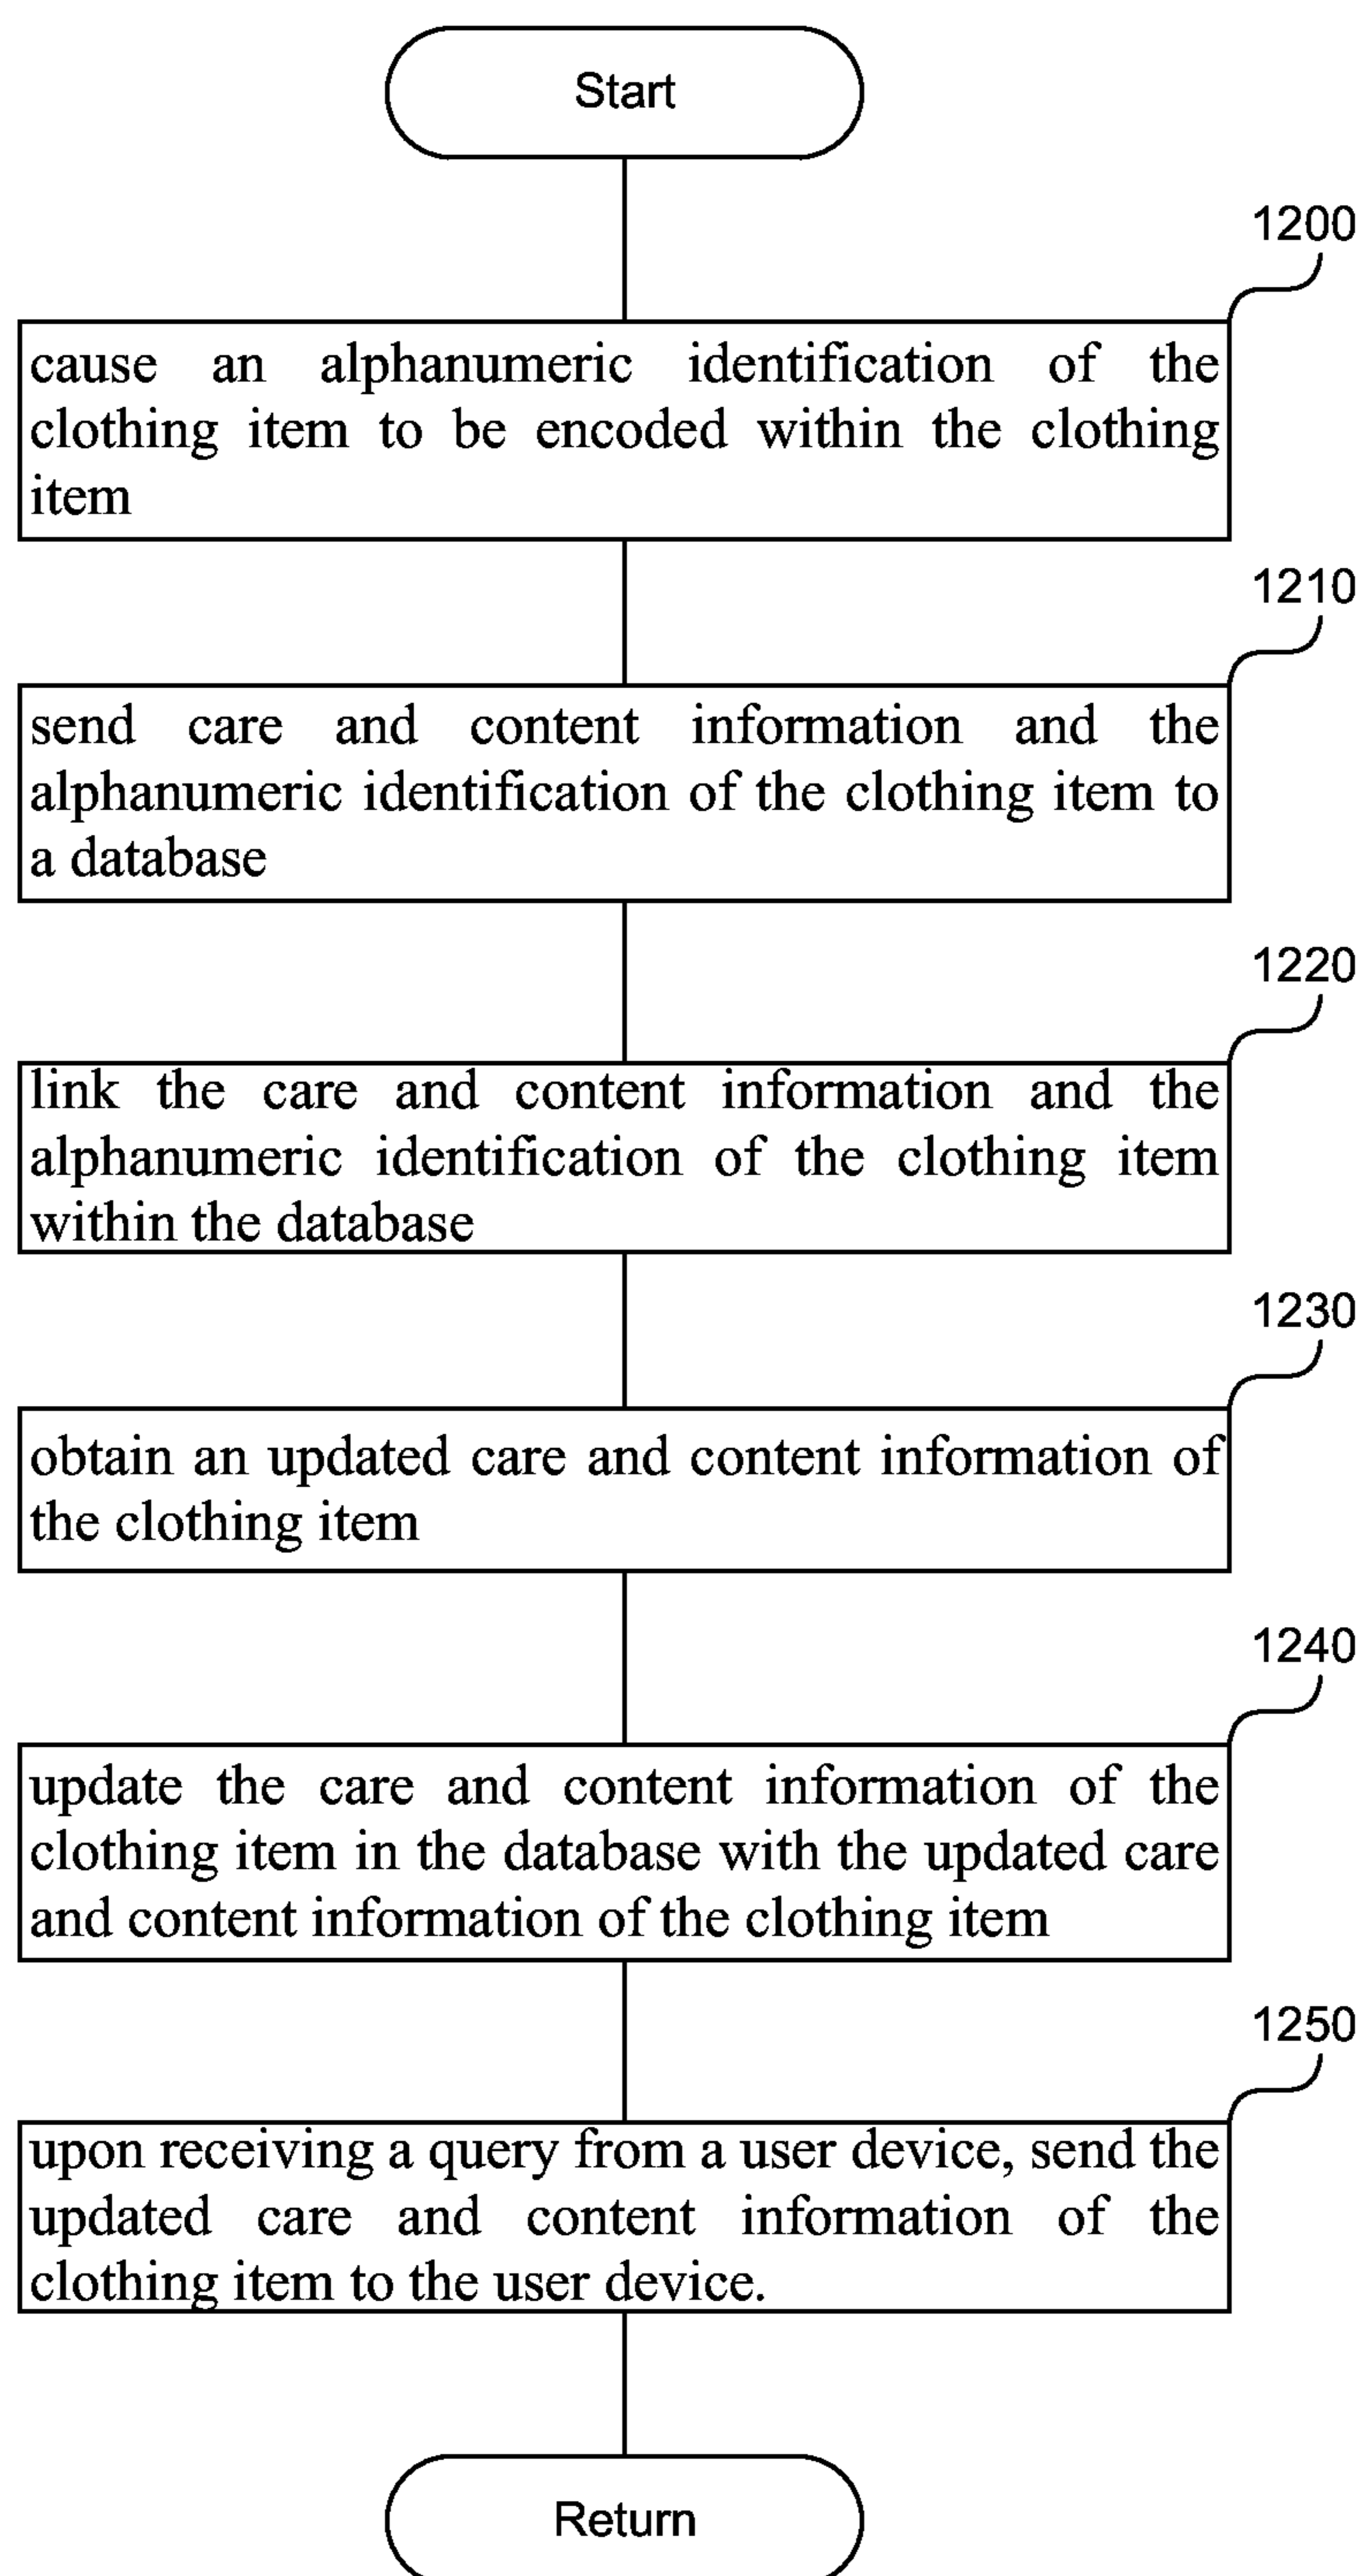 Start
1200
cause an alphanumeric identification of the
clothing item to be encoded within the clothing
item
1210
send care and content information and the
alphanumeric identification of the clothing item to
a database
1220
link the care and content information and the
alphanumeric identification of the clothing item
within the database
1230
obtain an updated care and content information of
the clothing item
1240
update the care and content information of the
clothing item in the database with the updated care
and content information of the clothing item
1250
upon receiving a query from a user device, send the
updated care and content information of the
clothing item to the user device.
Return